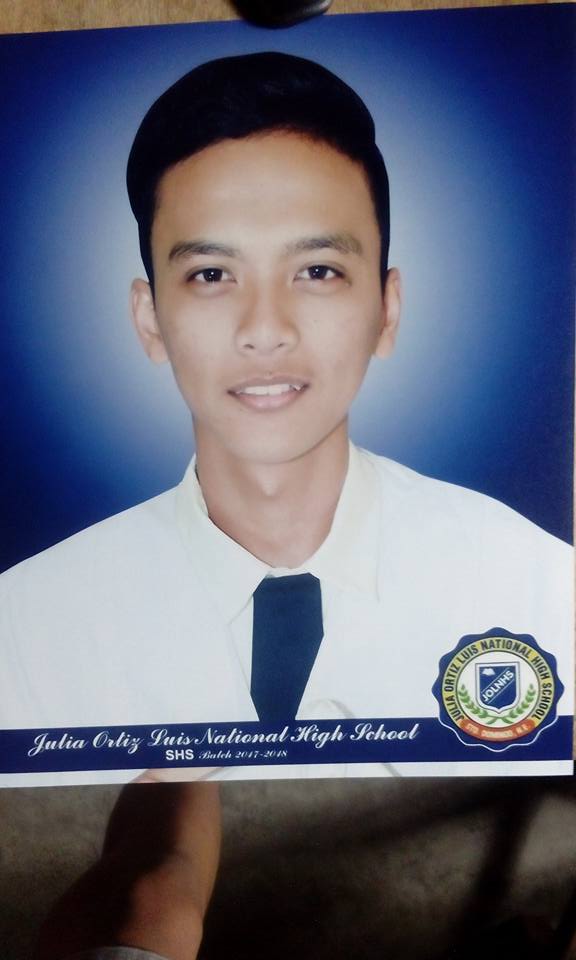 JULIA ORTIZ LUIS NATIONAL HIGH SCHOOL
JOLNHS
STO. DOMINGO, N.E.
Julia Ortiz Luis National High School
SHS Batch 2017-2018